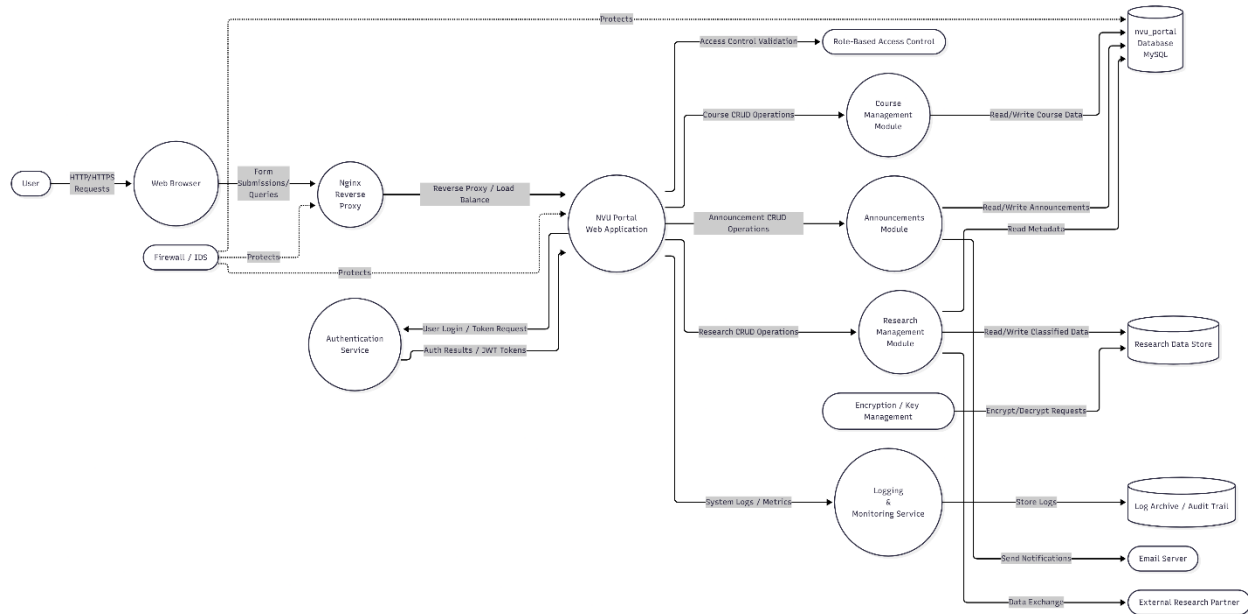 Protects
nvu_portal
Database
MySQL
Access Control Validation
Role-Based Access Control
Course CRUD Operations
Course
Management
Module
Read/Write Course Data
User
HTTP/HTTPS
Requests
Web Browser
Form
Submissions/
Queries
Nginx
Reverse
Proxy
Reverse Proxy / Load
Balance
NVU Portal
Web Application
Announcement CRUD
Operations
Announcements
Module
Read/Write Announcements
Read Metadata
Firewall / IDS
Protects
Protects
Authentication
Service
User Login / Token Request
Auth Results / JWT Tokens
Research CRUD Operations
Research
Management
Module
Read/Write Classified Data
Research Data Store
Encryption / Key
Management
Encrypt/Decrypt Requests
System Logs / Metrics
Logging
&
Monitoring Service
Store Logs
Log Archive / Audit Trail
Send Notifications
Email Server
Data Exchange
External Research Partner